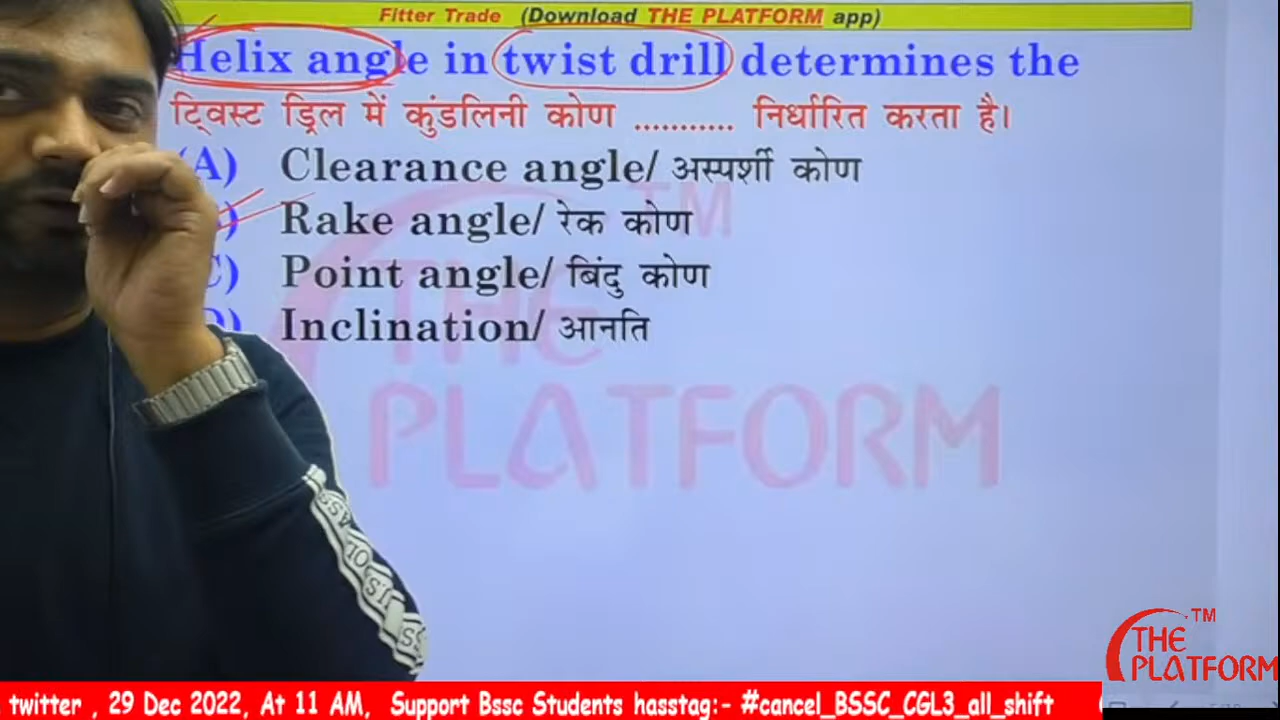 Fitter Trade (Download THE PLATFORM app)
Helix angle in twist drill determines the
ट्विस्ट ड्रिल में कुंडलिनी कोण ........... निर्धारित करता है।
(A) Clearance angle/ अस्पर्शी कोण
) Rake angle/ रेक कोण
C) Point angle/ बिंदु कोण
D) Inclination/ आनति
THE PLATFORM TM
THE
PLATFORM
TM
twitter , 29 Dec 2022, At 11 AM, Support Bssc Students hasstag:- #cancel_BSSC_CGL3_all_shift